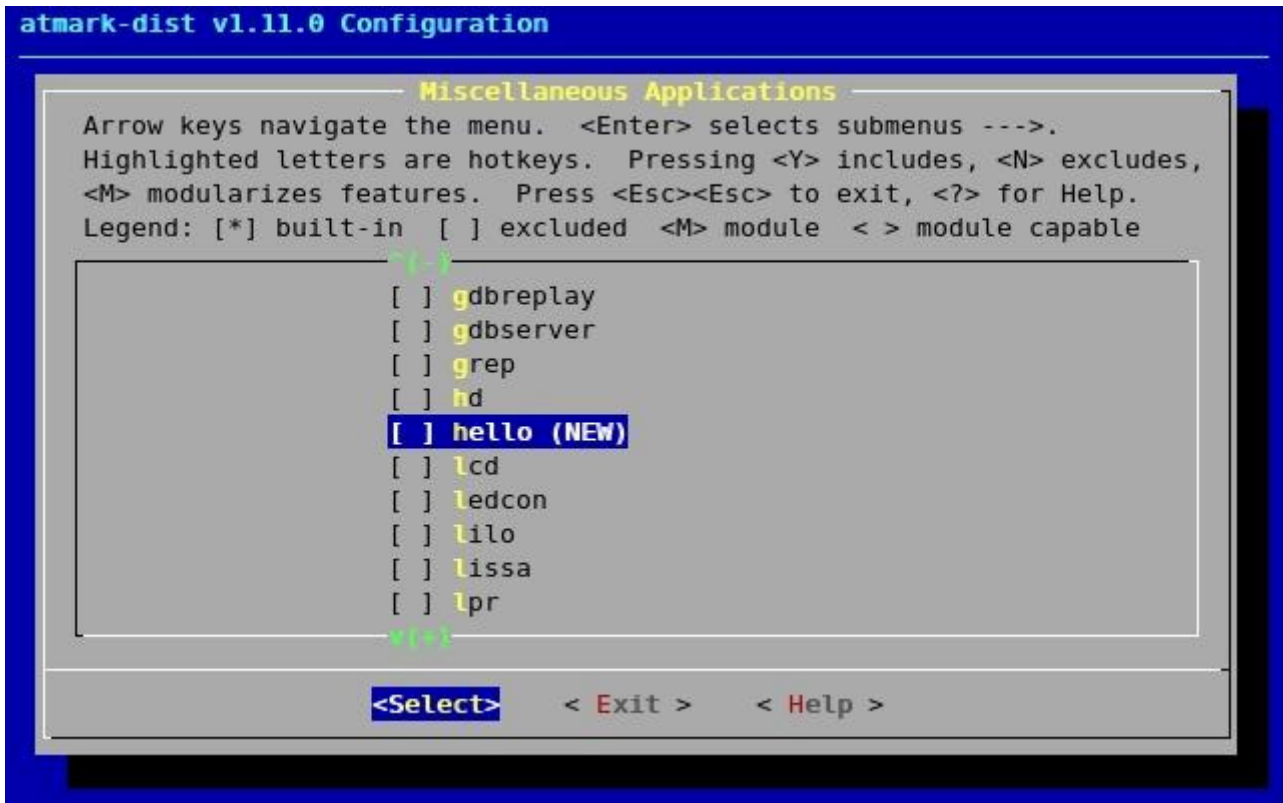 atmark-dist v1.11.0 Configuration
Miscellaneous Applications
Arrow keys navigate the menu.  <Enter> selects submenus --->.
Highlighted letters are hotkeys.  Pressing <Y> includes, <N> excludes,
<M> modularizes features.  Press <Esc><Esc> to exit, <?> for Help.
Legend: [*] built-in  [ ] excluded  <M> module  < > module capable
^(-)
[ ] gdbreplay
[ ] gdbserver
[ ] grep
[ ] hd
[ ] hello (NEW)
[ ] lcd
[ ] ledcon
[ ] lilo
[ ] lissa
[ ] lpr
v(+)
<Select>    < Exit >    < Help >